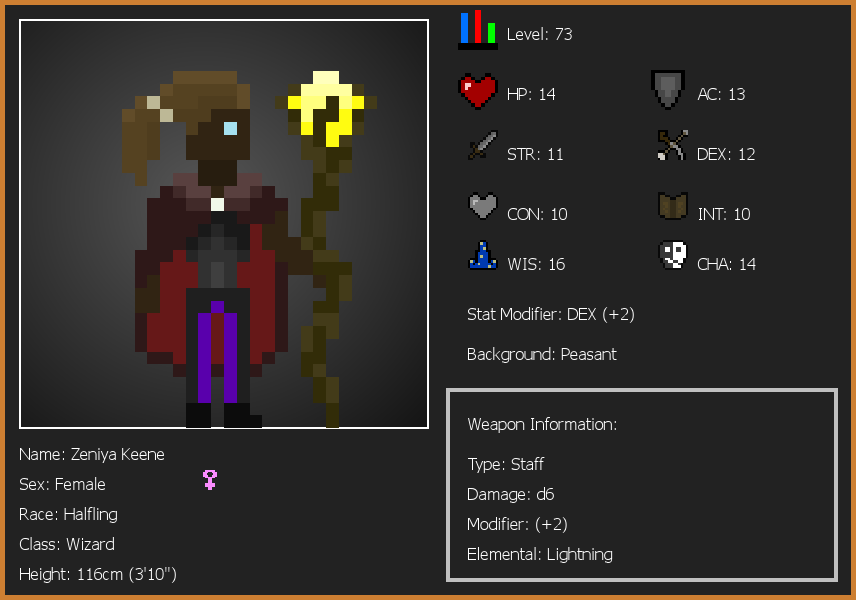 Level: 73
HP: 14
AC: 13
STR: 11
DEX: 12
CON: 10
INT: 10
WIS: 16
CHA: 14
Stat Modifier: DEX (+2)
Background: Peasant
Weapon Information:
Type: Staff
Damage: d6
Modifier: (+2)
Elemental: Lightning
Name: Zeniya Keene
Sex: Female
Race: Halfling
Class: Wizard
Height: 116cm (3'10")